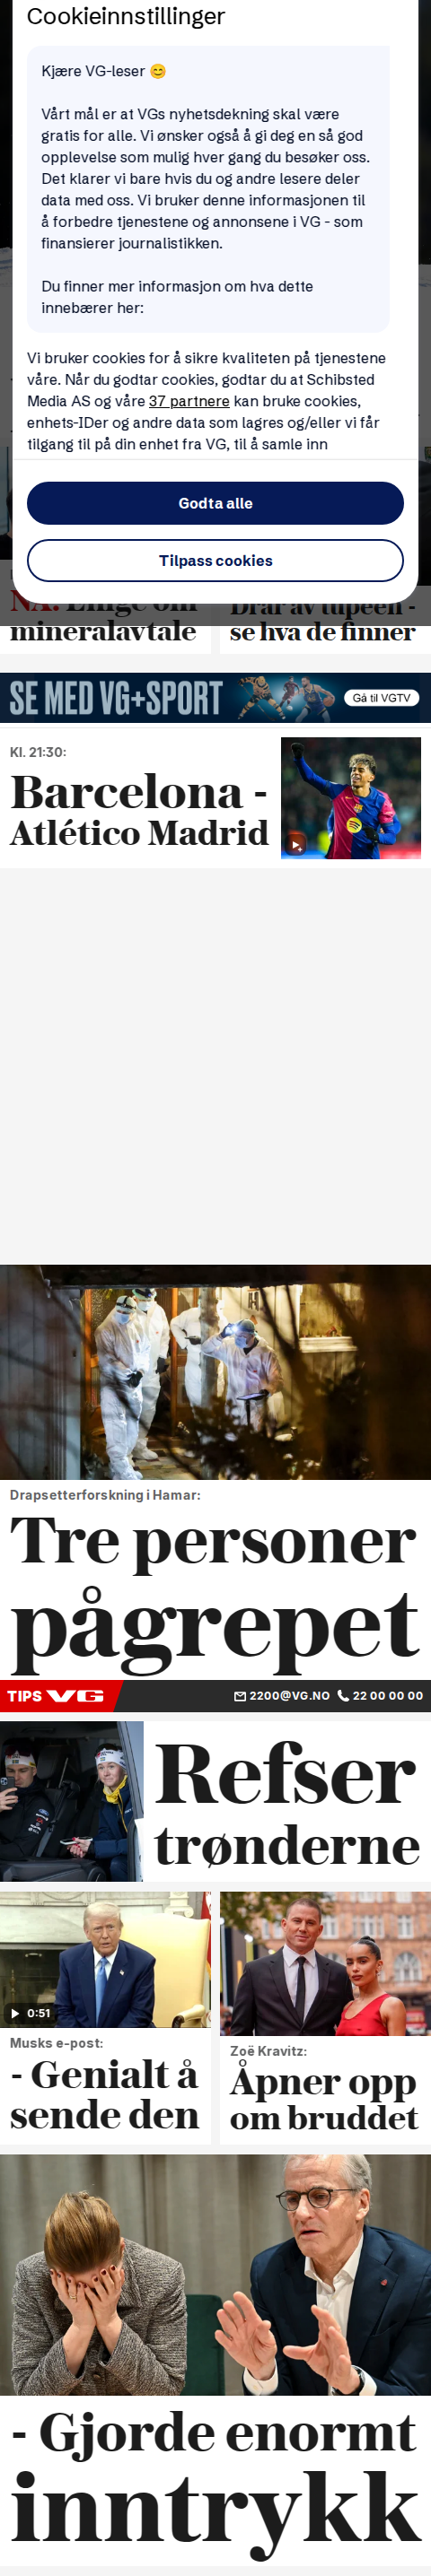 Cookieinnstillinger
Kjære VG-leser 😊
Vårt mål er at VGs nyhetsdekning skal være
gratis for alle. Vi ønsker også å gi deg en så god
opplevelse som mulig hver gang du besøker oss.
Det klarer vi bare hvis du og andre lesere deler
data med oss. Vi bruker denne informasjonen til
å forbedre tjenestene og annonsene i VG - som
finansierer journalistikken.
Du finner mer informasjon om hva dette
innebærer her:
Vi bruker cookies for å sikre kvaliteten på tjenestene
våre. Når du godtar cookies, godtar du at Schibsted
Media AS og våre 37 partnere kan bruke cookies,
enhets-IDer og andre data som lagres og/eller vi får
tilgang til på din enhet fra VG, til å samle inn
Godta alle
Tilpass cookies
NÅ: Enige om
mineralavtale
Drar av tupeen -
se hva de finner
SE MED VG+SPORT
Gå til VGTV
Kl. 21:30:
Barcelona -
Atlético Madrid
Drapsetterforskning i Hamar:
Tre personer
pågrepet
TIPS VG
2200@VG.NO 22 00 00 00
Refser
trønderne
0:51
Musks e-post:
- Genialt å
sende den
Zoë Kravitz:
Åpner opp
om bruddet
- Gjorde enormt
inntrykk